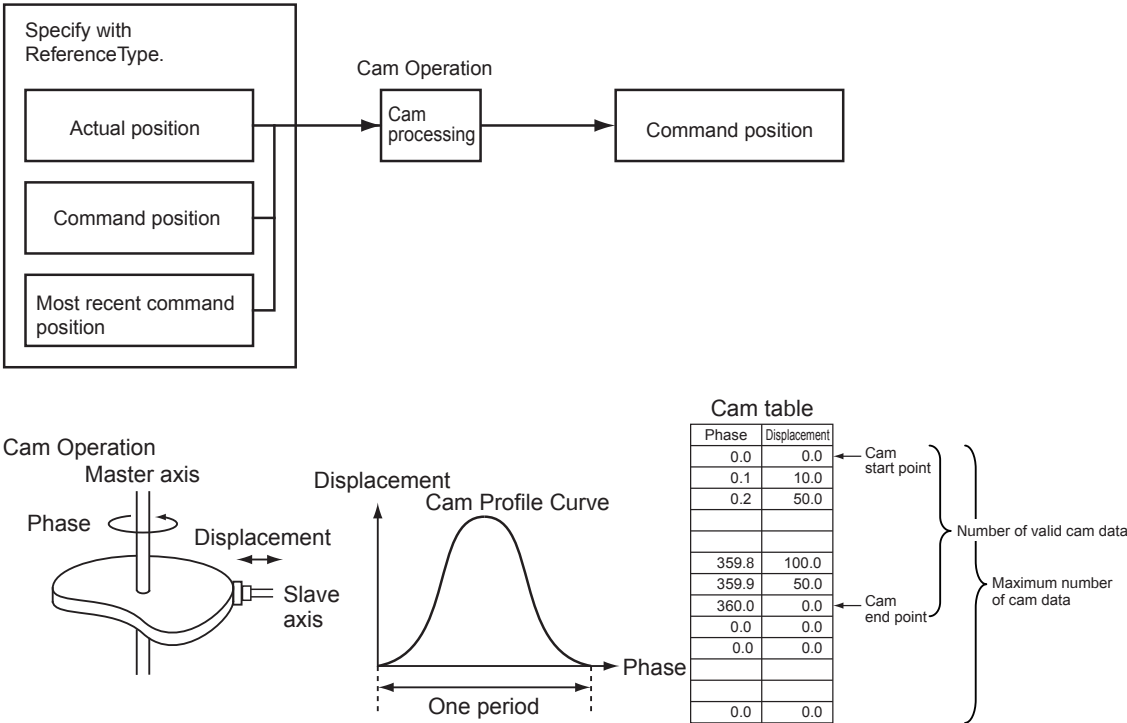 Specify with
ReferenceType.
Cam Operation
Actual position
Cam
processing
Command position
Command position
Most recent command
position
Cam Operation
Master axis
Phase
Displacement
Slave
axis
Displacement
Cam Profile Curve
Phase
One period
Cam table
Phase Displacement
0.0 0.0
0.1 10.0
0.2 50.0
359.8 100.0
359.9 50.0
360.0 0.0
0.0 0.0
0.0 0.0
0.0 0.0
Cam
start point
Cam
end point
Number of valid cam data
Maximum number
of cam data